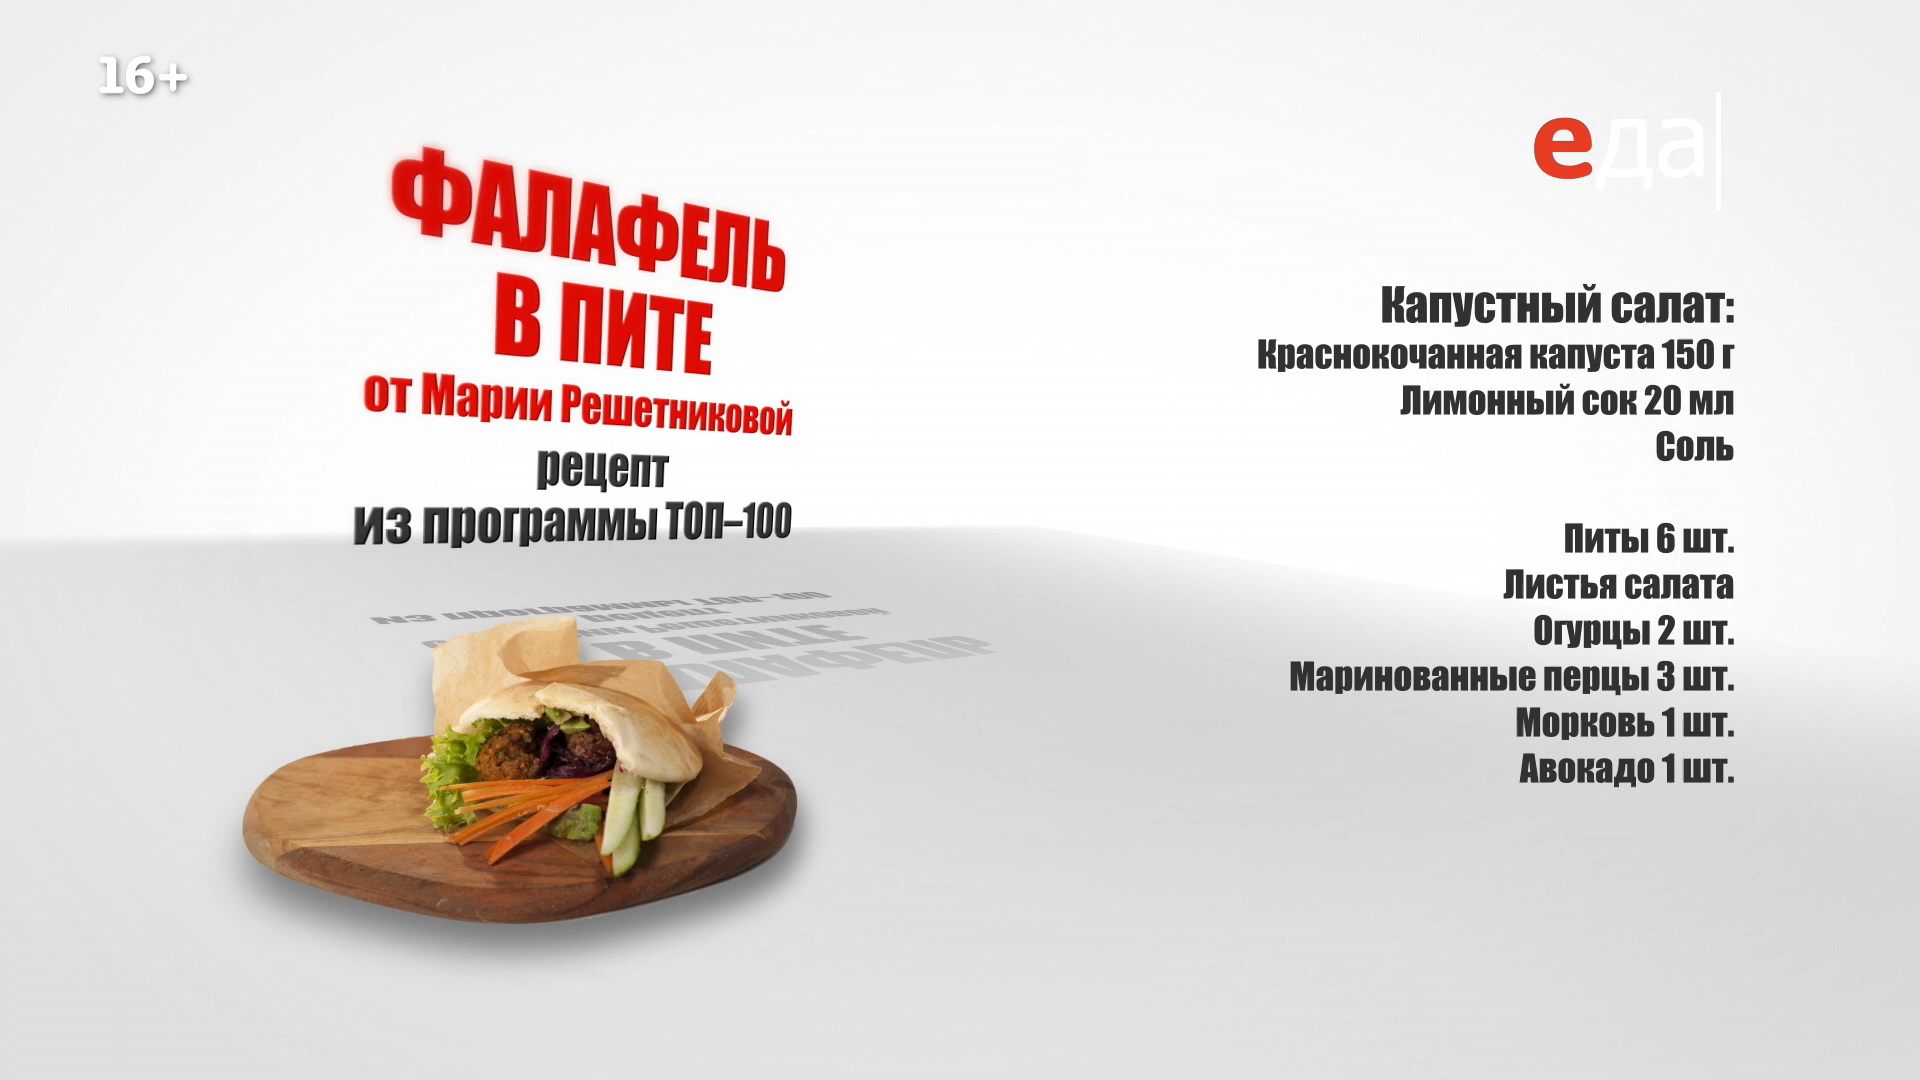 16+
еда
ФАЛАФЕЛЬ
В ПИТЕ
от Марии Решетниковой
рецепт
из программы ТОП–100
Капустный салат:
Краснокочанная капуста 150 г
Лимонный сок 20 мл
Соль
Питы 6 шт.
Листья салата
Огурцы 2 шт.
Маринованные перцы 3 шт.
Морковь 1 шт.
Авокадо 1 шт.